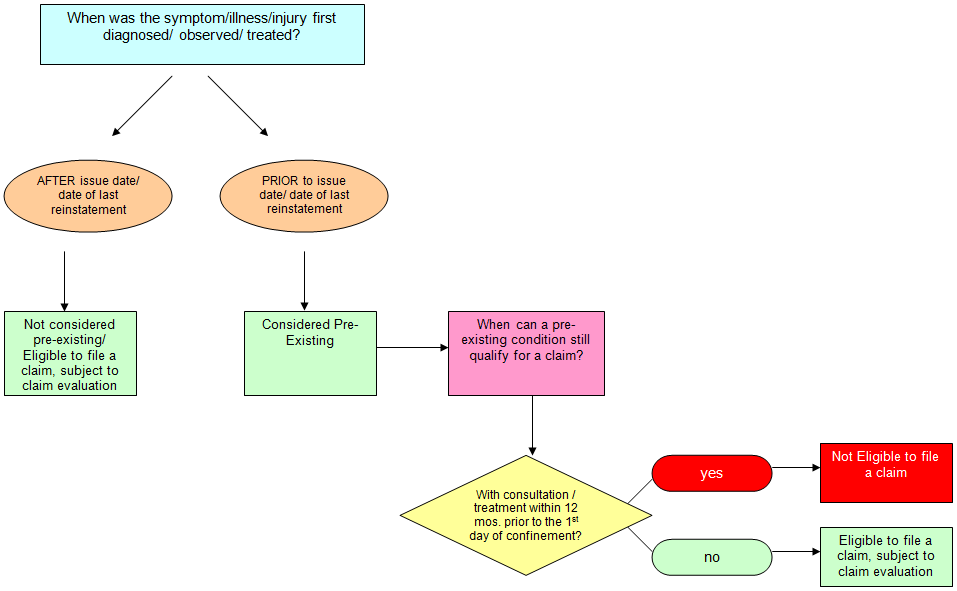 When was the symptom/illness/injury first
diagnosed/ observed/ treated?
AFTER issue date/
date of last
reinstatement
PRIOR to issue
date/ date of last
reinstatement
Not considered
pre-existing/
Eligible to file a
claim, subject to
claim evaluation
Considered Pre-
Existing
When can a pre-
existing condition still
qualify for a claim?
With consultation /
treatment within 12
mos. prior to the 1st
day of confinement?
yes
Not Eligible to file
a claim
no
Eligible to file a
claim, subject to
claim evaluation